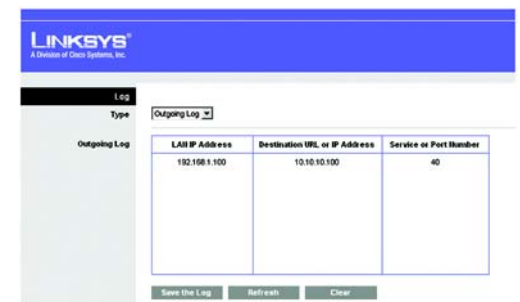 LINKSYS®
A Division of Cisco Systems, Inc.
Log
Type
Outgoing Log
Outgoing Log
LAN IP Address Destination URL or IP Address Service or Port Number
192.168.1.100 10.10.10.100 40
Save the Log Refresh Clear